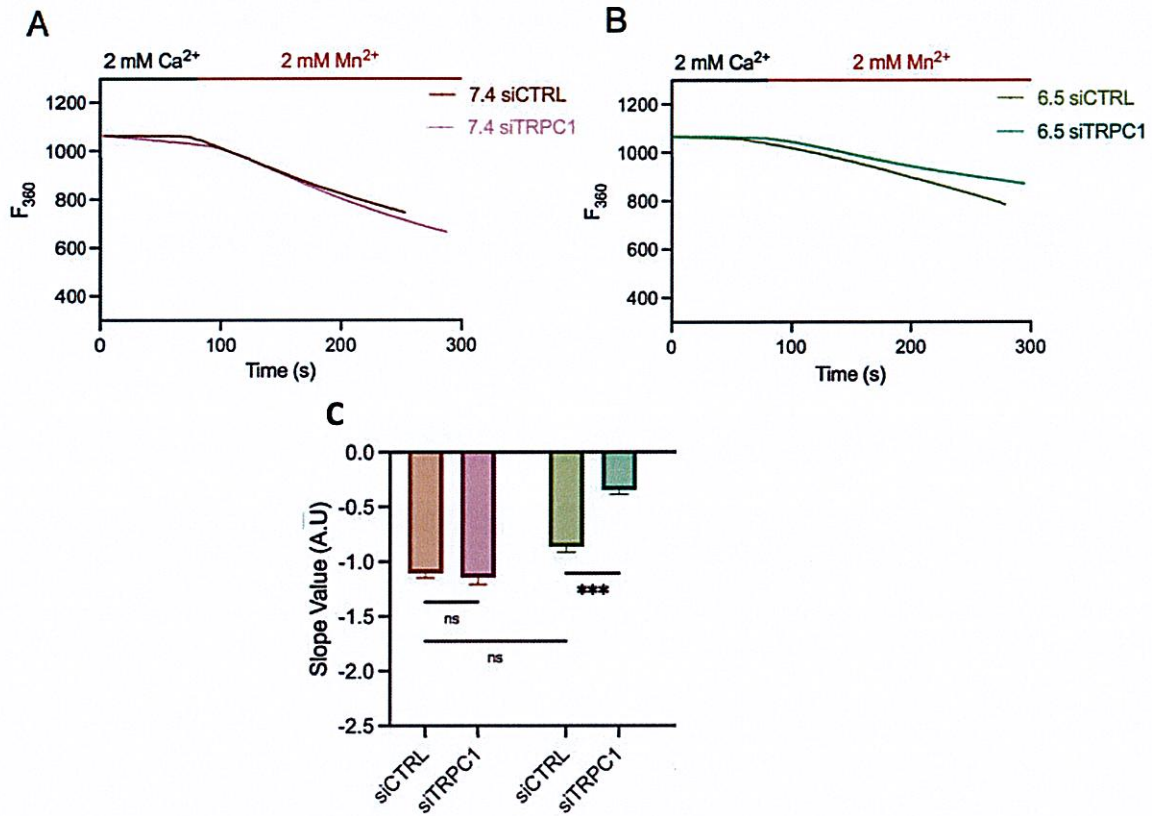 A
2 mM Ca²⁺ 2 mM Mn²⁺
7.4 siCTRL
7.4 siTRPC1
1200
1000
800
600
400
F₃₆₀
0 100 200 300
Time (s)
B
2 mM Ca²⁺ 2 mM Mn²⁺
6.5 siCTRL
6.5 siTRPC1
1200
1000
800
600
400
F₃₆₀
0 100 200 300
Time (s)
C
0.0
-0.5
-1.0
-1.5
-2.0
-2.5
Slope Value (A.U)
ns
ns
***
siCTRL siTRPC1 siCTRL siTRPC1